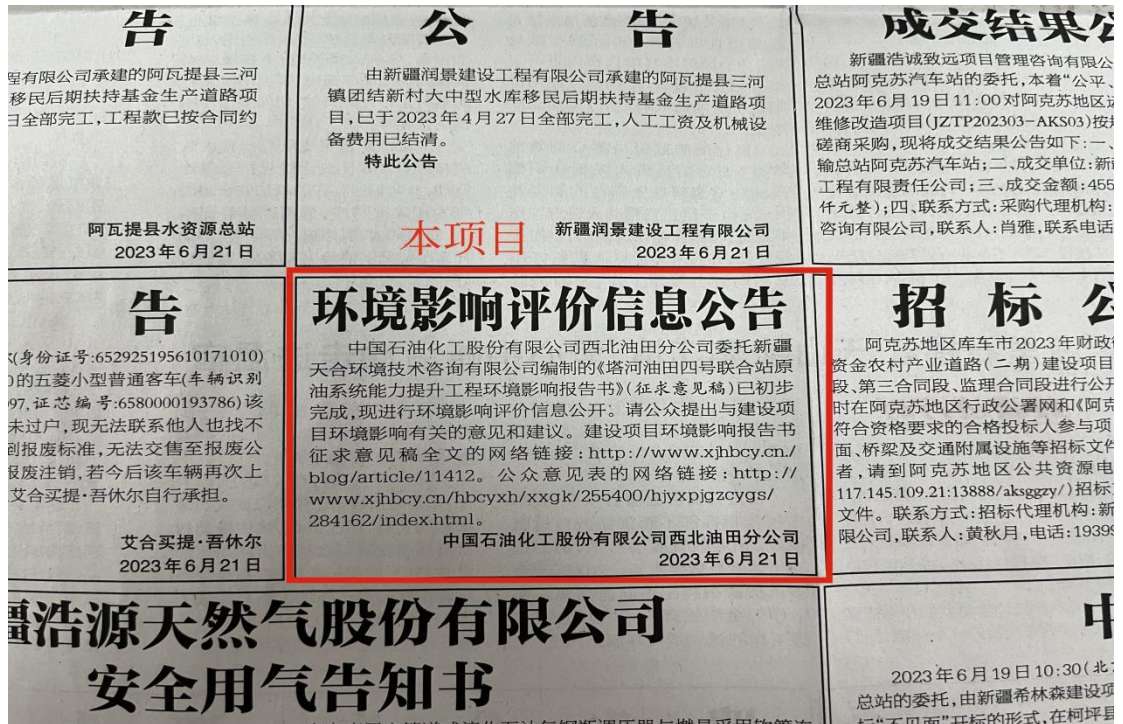 告
程有限公司承建的阿瓦提县三河
移民后期扶持基金生产道路项
日全部完工,工程款已按合同约
阿瓦提县水资源总站
2023年6月21日
公告
由新疆润景建设工程有限公司承建的阿瓦提县三河
镇团结新村大中型水库移民后期扶持基金生产道路项
目,已于2023年4月27日全部完工,人工工资及机械设
备费用已结清。
特此公告
本项目
新疆润景建设工程有限公司
2023年6月21日
成交结果公
新疆浩诚致远项目管理咨询有限公
总站阿克苏汽车站的委托,本着“公平、
2023年6月19日11:00对阿克苏地区运
维修改造项目(JZTP202303-AKS03)按
磋商采购,现将成交结果公告如下:一、
输总站阿克苏汽车站;二、成交单位:新疆
工程有限责任公司;三、成交金额:455
仟元整);四、联系方式:采购代理机构:
咨询有限公司,联系人:肖雅,联系电话
告
(身份证号:652925195610171010)
的五菱小型普通客车(车辆识别
97,证芯编号:6580000193786)该
未过户,现无法联系他人也找不
到报废标准,无法交售至报废公
报废注销,若今后该车辆再次上
艾合买提·吾休尔自行承担。
艾合买提·吾休尔
2023年6月21日
环境影响评价信息公告
中国石油化工股份有限公司西北油田分公司委托新疆
天合环境技术咨询有限公司编制的《塔河油田四号联合站原
油系统能力提升工程环境影响报告书》(征求意见稿)已初步
完成,现进行环境影响评价信息公开。请公众提出与建设项
目环境影响有关的意见和建议。建设项目环境影响报告书
征求意见稿全文的网络链接:http://www.xjhbcy.cn./
blog/article/11412。公众意见表的网络链接:http://
www.xjhbcy.cn/hbcyxh/xxgk/255400/hjyxpjgzcygs/
284162/index.html。
中国石油化工股份有限公司西北油田分公司
2023年6月21日
招标公
阿克苏地区库车市2023年财政
资金农村产业道路(二期)建设项目
段、第三合同段、监理合同段进行公开
时在阿克苏地区行政公署网和《阿克
符合资格要求的合格投标人参与项
面、桥梁及交通附属设施等招标文件
者,请到阿克苏地区公共资源电
117.145.109.21:13888/aksggzy/)招标
文件。联系方式:招标代理机构:新
限公司,联系人:黄秋月,电话:19399
疆浩源天然气股份有限公司
安全用气告知书
中
2023年6月19日10:30(北
总站的委托,由新疆希林森建设项
标“不见面”开标的形式,在柯坪县